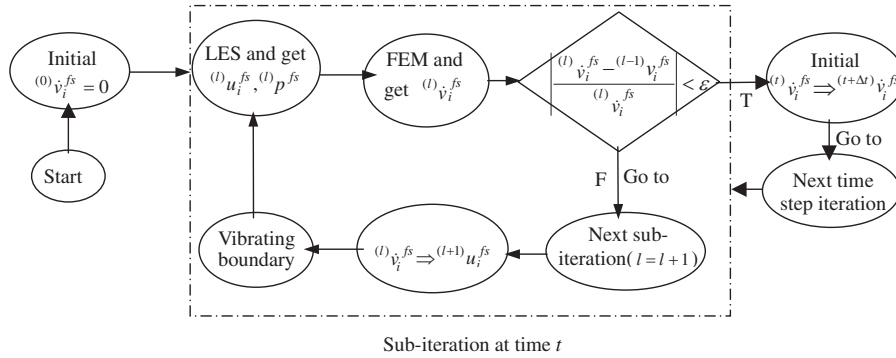 Initial
⁽⁰⁾v̇ᵢᶠˢ = 0
Start
LES and get
⁽ˡ⁾uᵢᶠˢ, ⁽ˡ⁾pᶠˢ
FEM and
get ⁽ˡ⁾v̇ᵢᶠˢ
|(⁽ˡ⁾v̇ᵢᶠˢ − ⁽ˡ⁻¹⁾vᵢᶠˢ) / ⁽ˡ⁾v̇ᵢᶠˢ| < ε
T
Initial
⁽ᵗ⁾v̇ᵢᶠˢ ⇒ ⁽ᵗ⁺Δᵗ⁾v̇ᵢᶠˢ
Go to
Next time
step iteration
F Go to
Next sub-
iteration(l = l + 1)
⁽ˡ⁾v̇ᵢᶠˢ ⇒ ⁽ˡ⁺¹⁾uᵢᶠˢ
Vibrating
boundary
Sub-iteration at time t